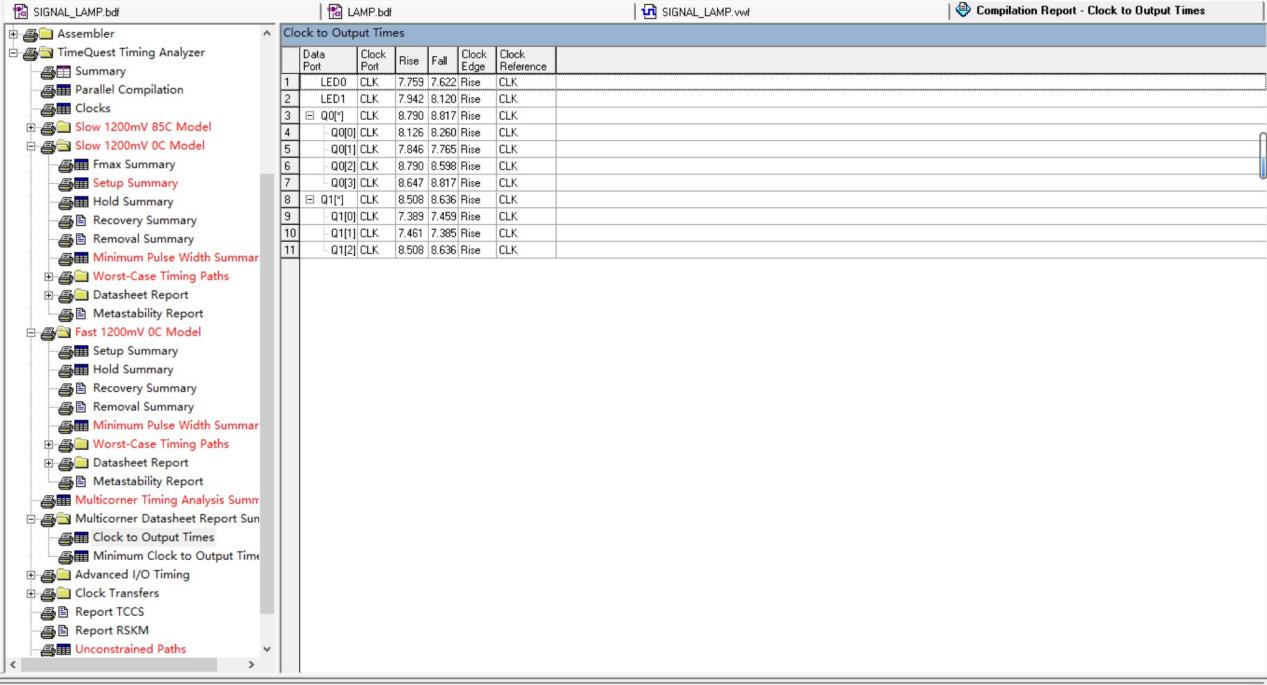 SIGNAL_LAMP.bdf
LAMP.bdf
SIGNAL_LAMP.vwf
Compilation Report - Clock to Output Times
Assembler
TimeQuest Timing Analyzer
Summary
Parallel Compilation
Clocks
Slow 1200mV 85C Model
Slow 1200mV 0C Model
Fmax Summary
Setup Summary
Hold Summary
Recovery Summary
Removal Summary
Minimum Pulse Width Summar
Worst-Case Timing Paths
Datasheet Report
Metastability Report
Fast 1200mV 0C Model
Setup Summary
Hold Summary
Recovery Summary
Removal Summary
Minimum Pulse Width Summar
Worst-Case Timing Paths
Datasheet Report
Metastability Report
Multicorner Timing Analysis Summ
Multicorner Datasheet Report Sun
Clock to Output Times
Minimum Clock to Output Time
Advanced I/O Timing
Clock Transfers
Report TCCS
Report RSKM
Unconstrained Paths
Clock to Output Times
Data Port Clock Port Rise Fall Clock Edge Clock Reference
1 LED0 CLK 7.759 7.622 Rise CLK
2 LED1 CLK 7.942 8.120 Rise CLK
3 Q0[*] CLK 8.790 8.817 Rise CLK
4 Q0[0] CLK 8.126 8.260 Rise CLK
5 Q0[1] CLK 7.846 7.765 Rise CLK
6 Q0[2] CLK 8.790 8.598 Rise CLK
7 Q0[3] CLK 8.647 8.817 Rise CLK
8 Q1[*] CLK 8.508 8.636 Rise CLK
9 Q1[0] CLK 7.389 7.459 Rise CLK
10 Q1[1] CLK 7.461 7.385 Rise CLK
11 Q1[2] CLK 8.508 8.636 Rise CLK